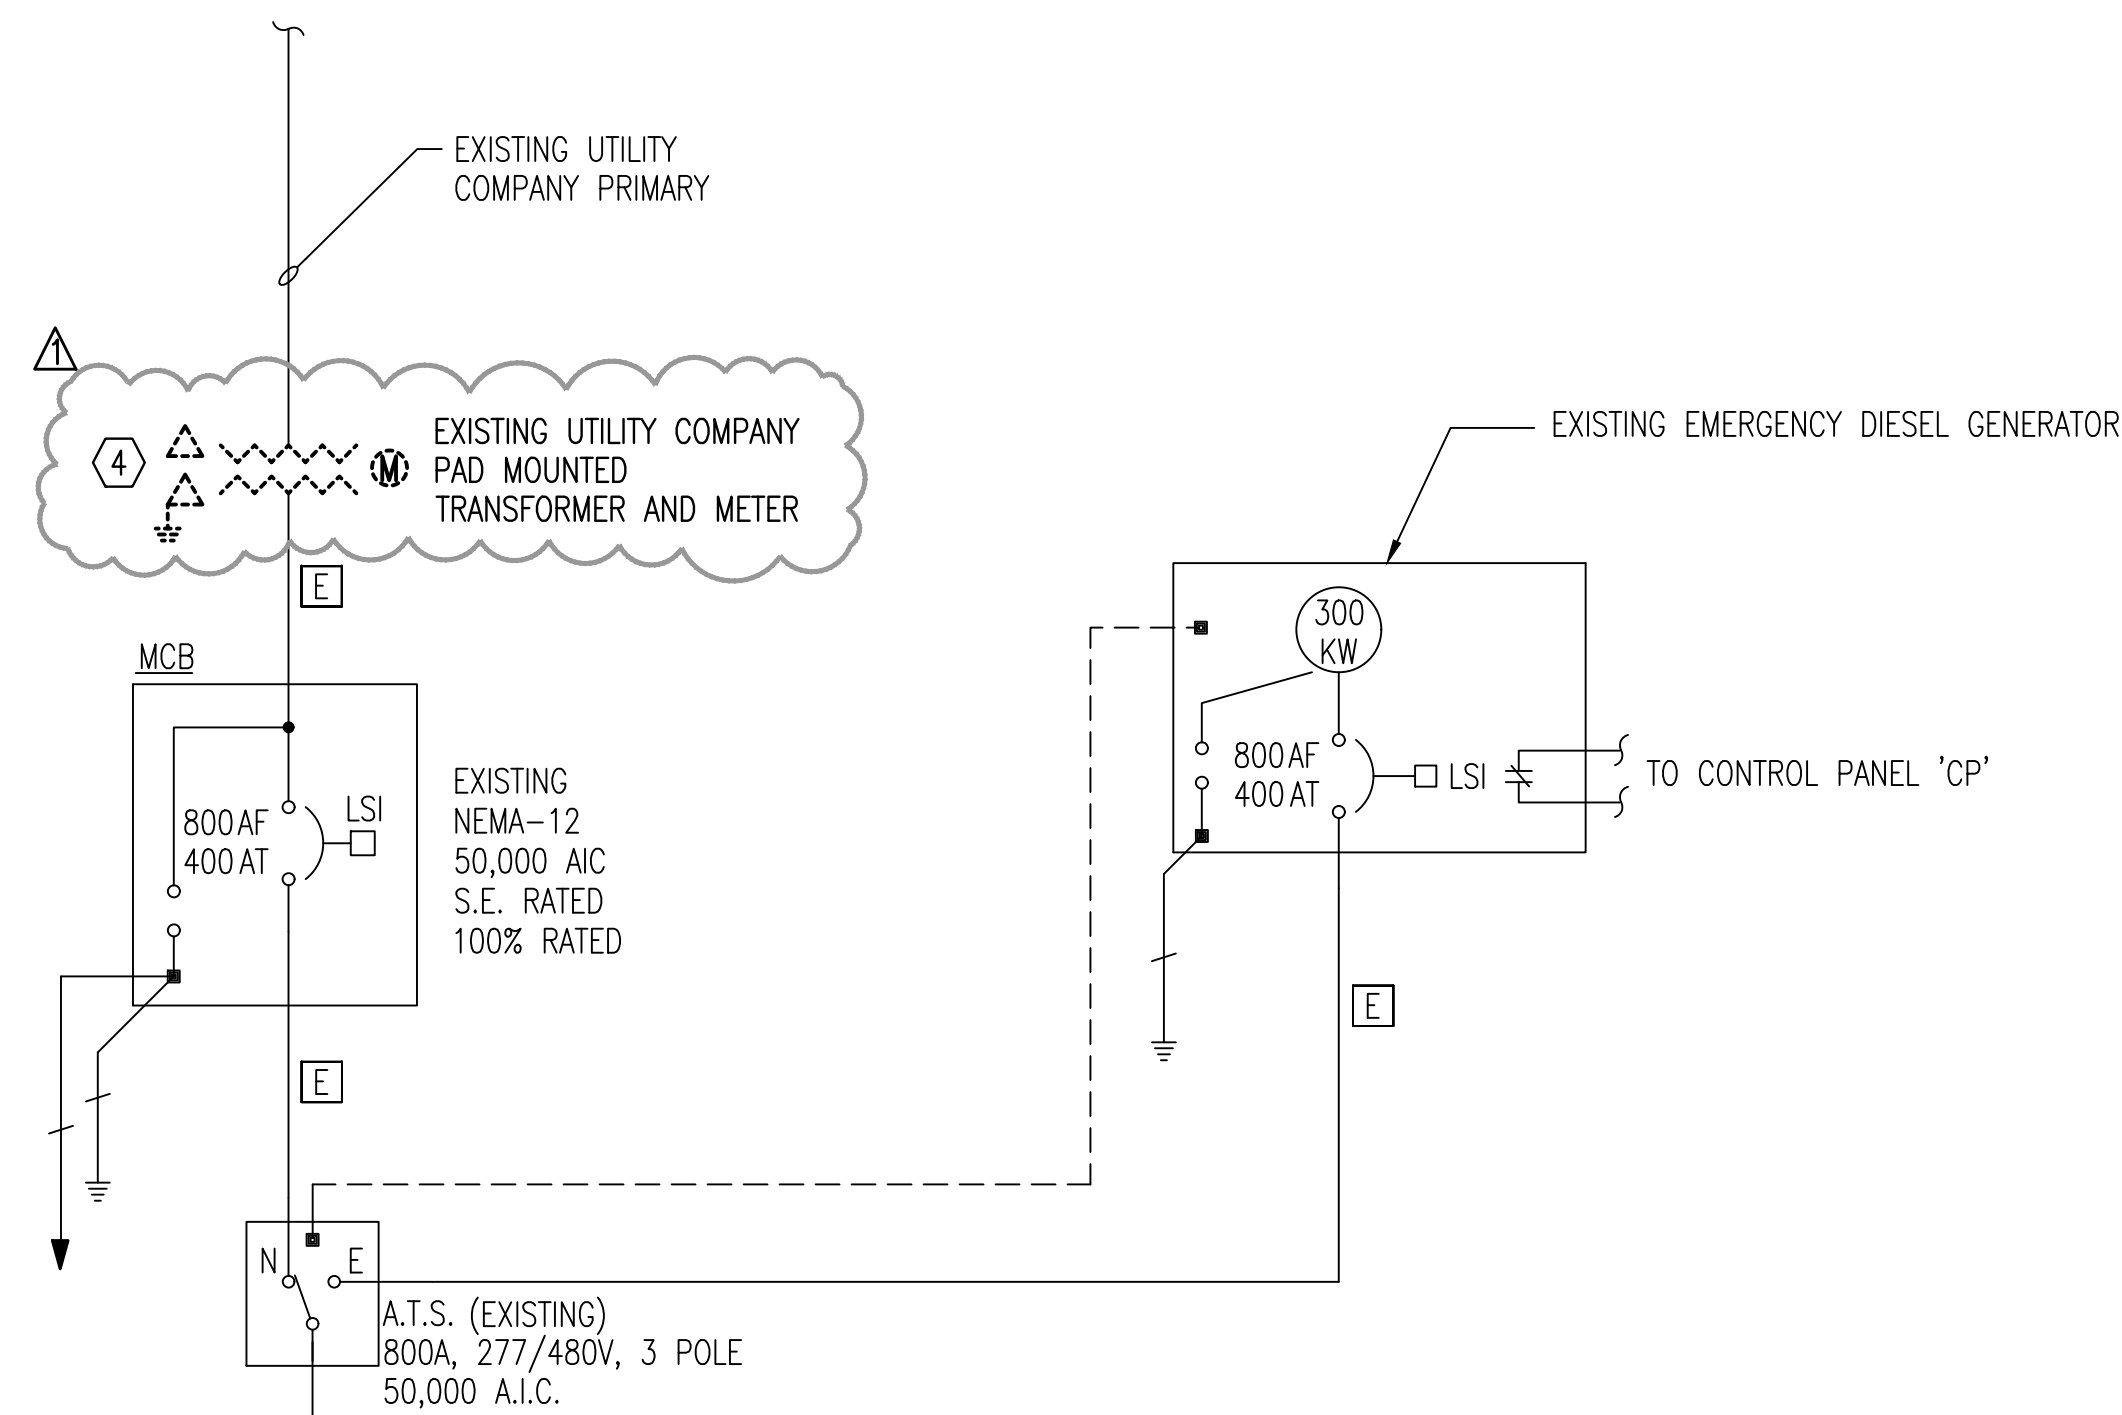 EXISTING UTILITY
COMPANY PRIMARY
1
4
M
EXISTING UTILITY COMPANY
PAD MOUNTED
TRANSFORMER AND METER
E
MCB
800AF
400AT
LSI
EXISTING
NEMA-12
50,000 AIC
S.E. RATED
100% RATED
E
EXISTING EMERGENCY DIESEL GENERATOR
300
KW
800AF
400AT
LSI
TO CONTROL PANEL 'CP'
E
N
E
A.T.S. (EXISTING)
800A, 277/480V, 3 POLE
50,000 A.I.C.